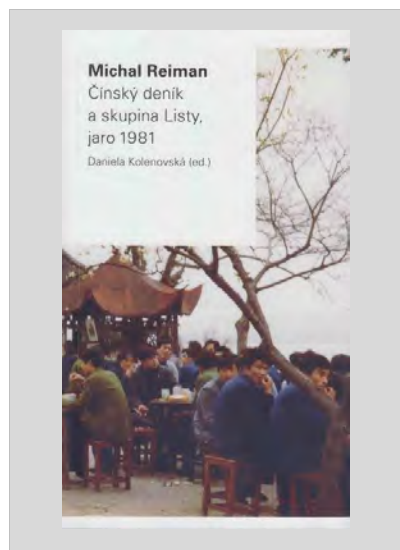 Michal Reiman
Čínský deník
a skupina Listy,
jaro 1981
Daniela Kolenovská (ed.)